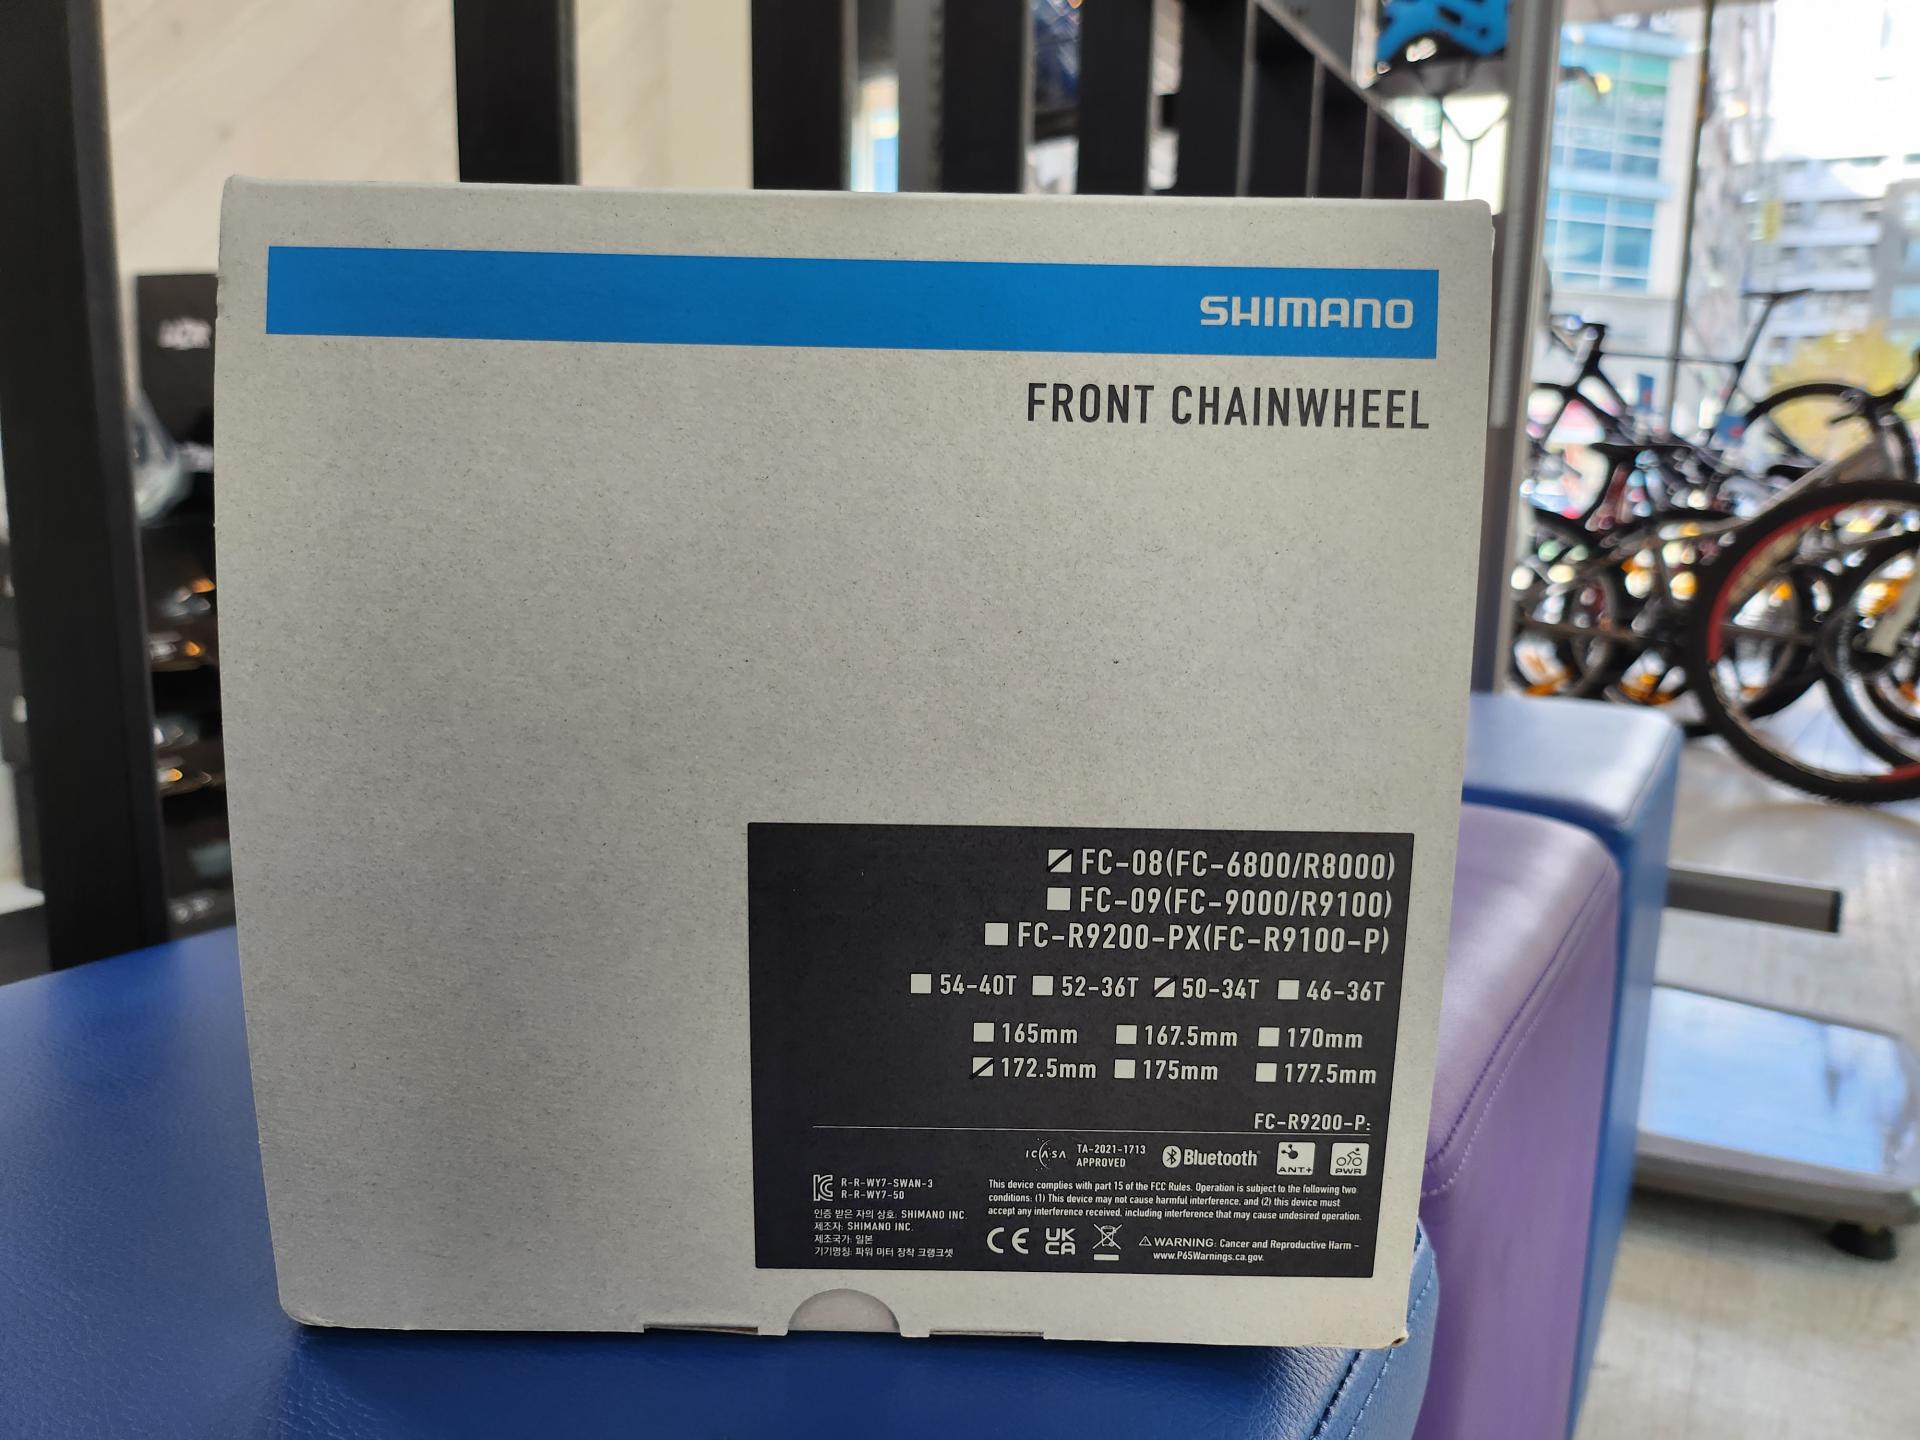 SHIMANO
FRONT CHAINWHEEL
FC-08(FC-6800/R8000)
FC-09(FC-9000/R9100)
FC-R9200-PX(FC-R9100-P)
54-40T 52-36T 50-34T 46-36T
165mm 167.5mm 170mm
172.5mm 175mm 177.5mm
FC-R9200-P:
ICASA TA-2021-1713 APPROVED Bluetooth ANT+ PWR
R-R-WY7-SWAN-3
R-R-WY7-50
인증 받은 자의 상호: SHIMANO INC.
제조자: SHIMANO INC.
제조국가: 일본
기기명칭: 파워 미터 장착 크랭크셋
This device complies with part 15 of the FCC Rules. Operation is subject to the following two
conditions: (1) This device may not cause harmful interference, and (2) this device must
accept any interference received, including interference that may cause undesired operation.
CE UK CA
WARNING: Cancer and Reproductive Harm -
www.P65Warnings.ca.gov.